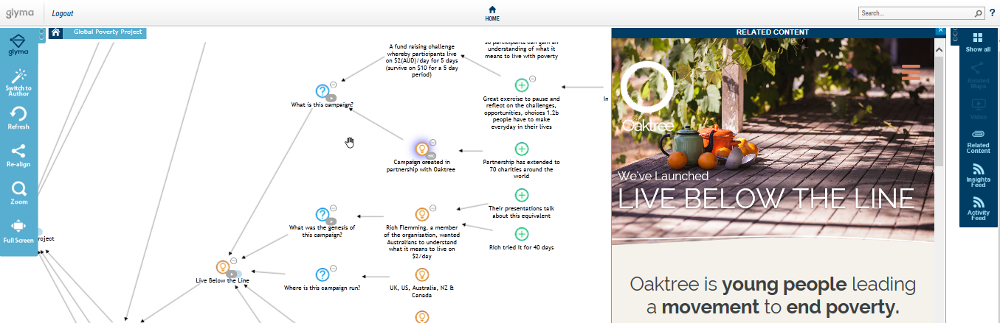 glyma
Logout
HOME
Search...
?
glyma
Switch to
Author
Refresh
Re-align
Zoom
Full Screen
Global Poverty Project
roject
A fund raising challenge
whereby participants live
on $2(AUD)/day for 5 days
(survive on $10 for a 5 day
period)
So participants can gain an
understanding of what it
means to live with poverty
What is this campaign?
Great exercise to pause and
reflect on the challenges,
opportunities, choices 1.2b
people have to make
everyday in their lives
In
Campaign created in
partnership with Oaktree
Partnership has extended to
70 charities around the
world
Their presentations talk
about this equivalent
What was the genesis of
this campaign?
Rich Flemming, a member
of the organisation, wanted
Australians to understand
what it means to live on
$2/day
Rich tried it for 40 days
Live Below the Line
Where is this campaign run?
UK, US, Australia, NZ &
Canada
RELATED CONTENT
Oaktree
We've Launched
LIVE BELOW THE LINE
Oaktree is young people leading
a movement to end poverty.
Show all
Related
Maps
Video
Related
Content
Insights
Feed
Activity
Feed